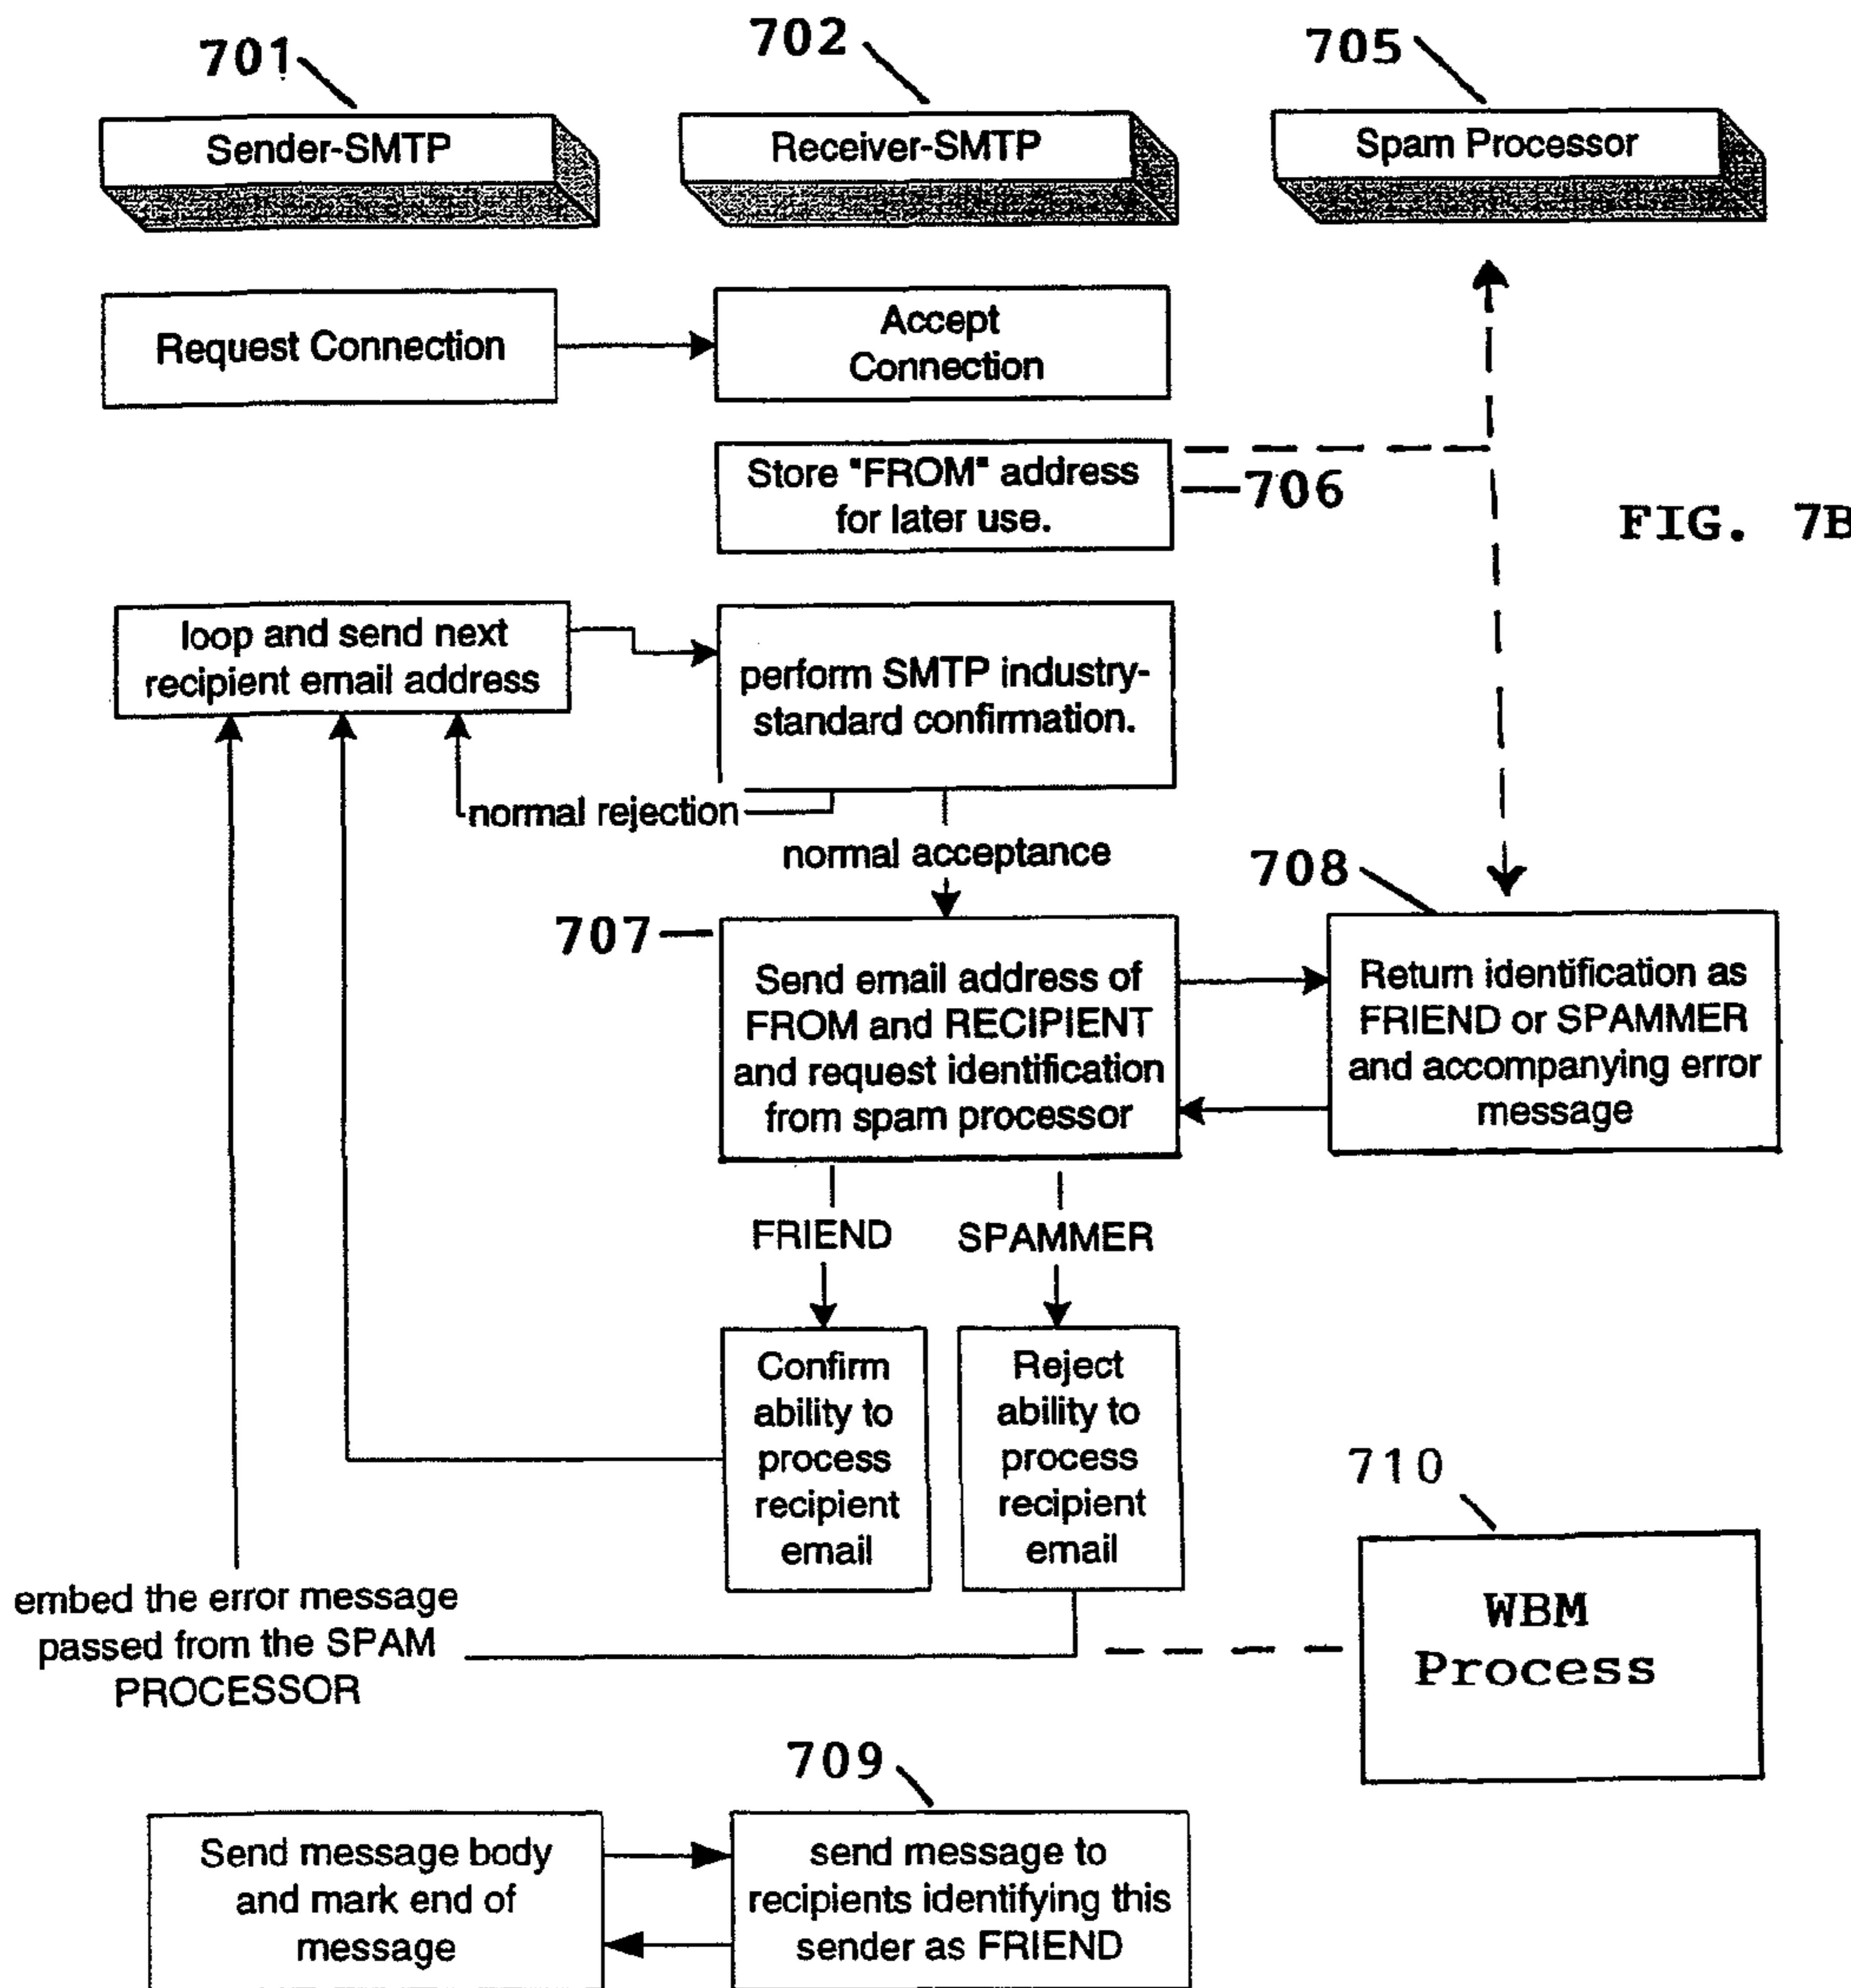 701
702
705
Sender-SMTP
Receiver-SMTP
Spam Processor
Request Connection
Accept
Connection
Store "FROM" address
for later use.
706
FIG. 7B
loop and send next
recipient email address
perform SMTP industry-
standard confirmation.
normal rejection
normal acceptance
708
707
Send email address of
FROM and RECIPIENT
and request identification
from spam processor
Return identification as
FRIEND or SPAMMER
and accompanying error
message
FRIEND
SPAMMER
Confirm
ability to
process
recipient
email
Reject
ability to
process
recipient
email
710
WBM
Process
embed the error message
passed from the SPAM
PROCESSOR
709
Send message body
and mark end of
message
send message to
recipients identifying this
sender as FRIEND